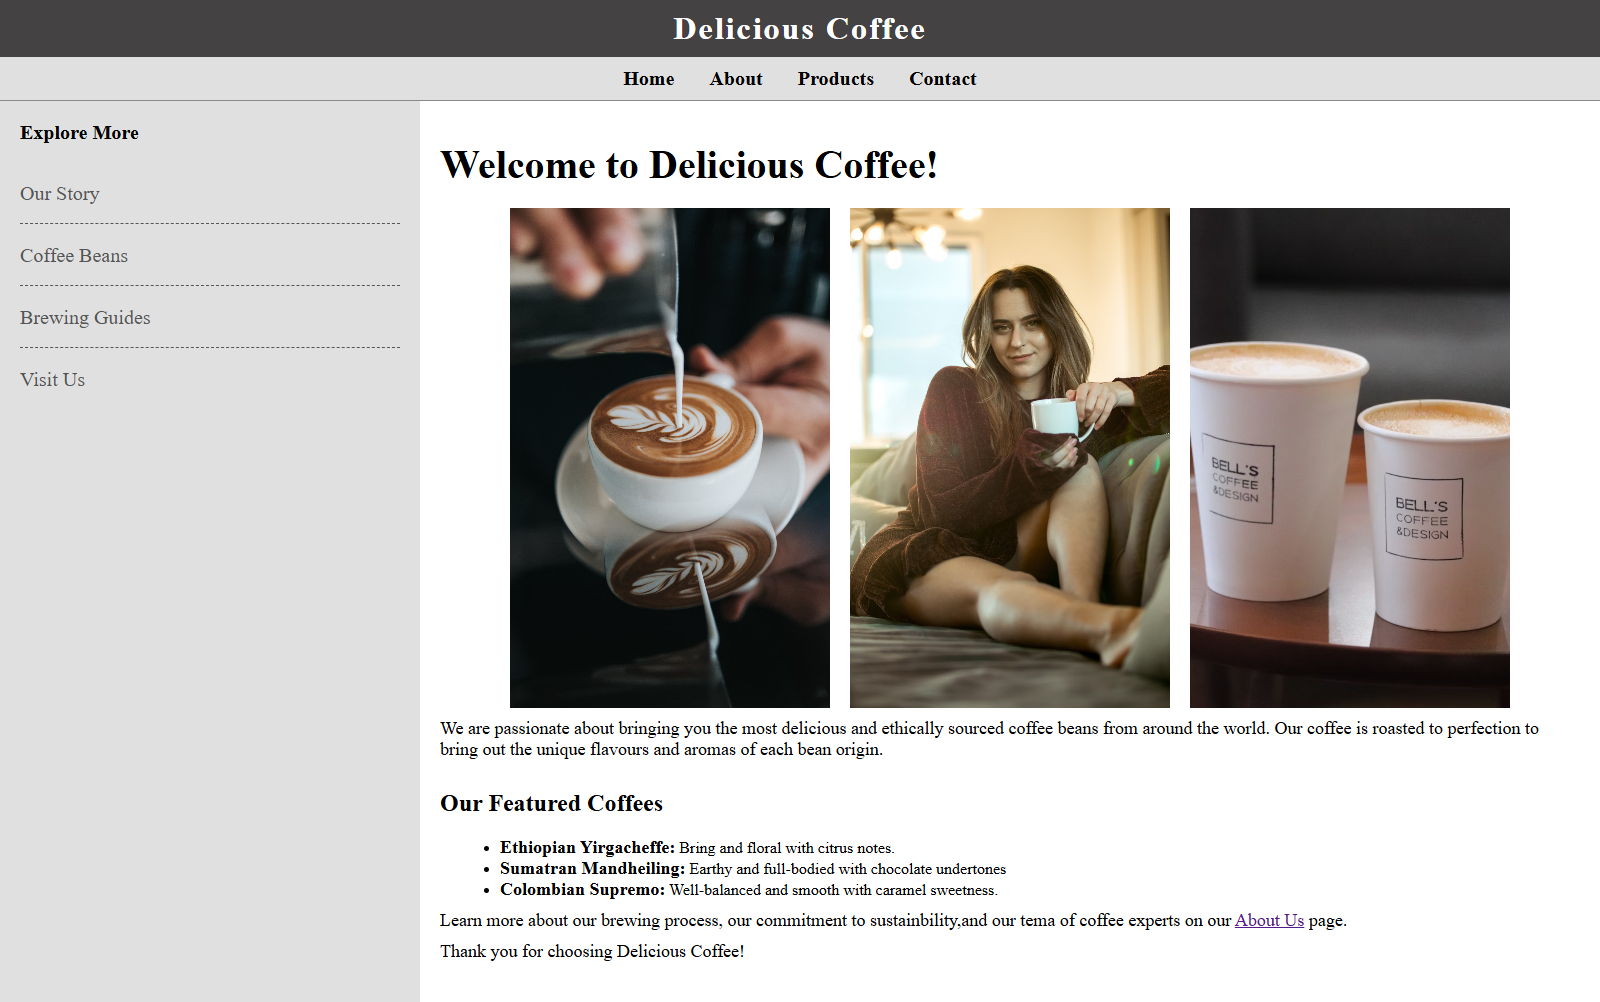 Delicious Coffee
Home About Products Contact
Explore More
Our Story
Coffee Beans
Brewing Guides
Visit Us
Welcome to Delicious Coffee!
BELL'S
COFFEE
&DESIGN
BELL'S
COFFEE
&DESIGN
We are passionate about bringing you the most delicious and ethically sourced coffee beans from around the world. Our coffee is roasted to perfection to
bring out the unique flavours and aromas of each bean origin.
Our Featured Coffees
• Ethiopian Yirgacheffe: Bring and floral with citrus notes.
• Sumatran Mandheiling: Earthy and full-bodied with chocolate undertones
• Colombian Supremo: Well-balanced and smooth with caramel sweetness.
Learn more about our brewing process, our commitment to sustainbility,and our tema of coffee experts on our About Us page.
Thank you for choosing Delicious Coffee!